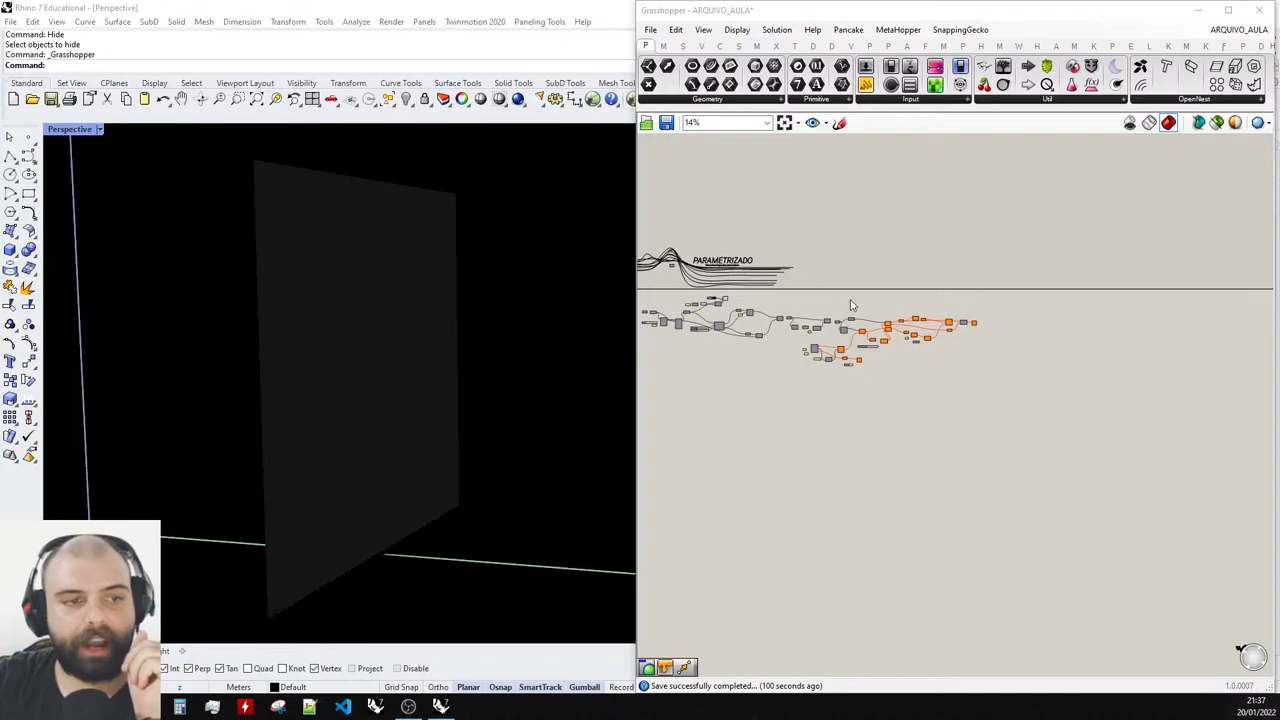 Rhino 7 Educational - [Perspective]
File Edit View Curve Surface SubD Solid Mesh Dimension Transform Tools Analyze Render Panels Twinmotion 2020 Paneling Tools Help
Command: Hide
Select objects to hide
Command: _Grasshopper
Command:
Standard Set View CPlanes Display Select Viewport Layout Visibility Transform Curve Tools Surface Tools Solid Tools SubD Tools Mesh Too
Perspective
Int Perp Tan Quad Knot Vertex Project Disable
z Meters Default Grid Snap Ortho Planar Osnap SmartTrack Gumball Record
Grasshopper - ARQUIVO_AULA*
File Edit View Display Solution Help Pancake MetaHopper SnappingGecko ARQUIVO_AULA
P M S V C S M I X T D D V P P A F L M W H M N C L E O
Geometry Primitive Input Util OpenNest
14%
PARAMETRIZADO
Save successfully completed... (100 seconds ago)
1.0.0007
21:37
20/01/2022